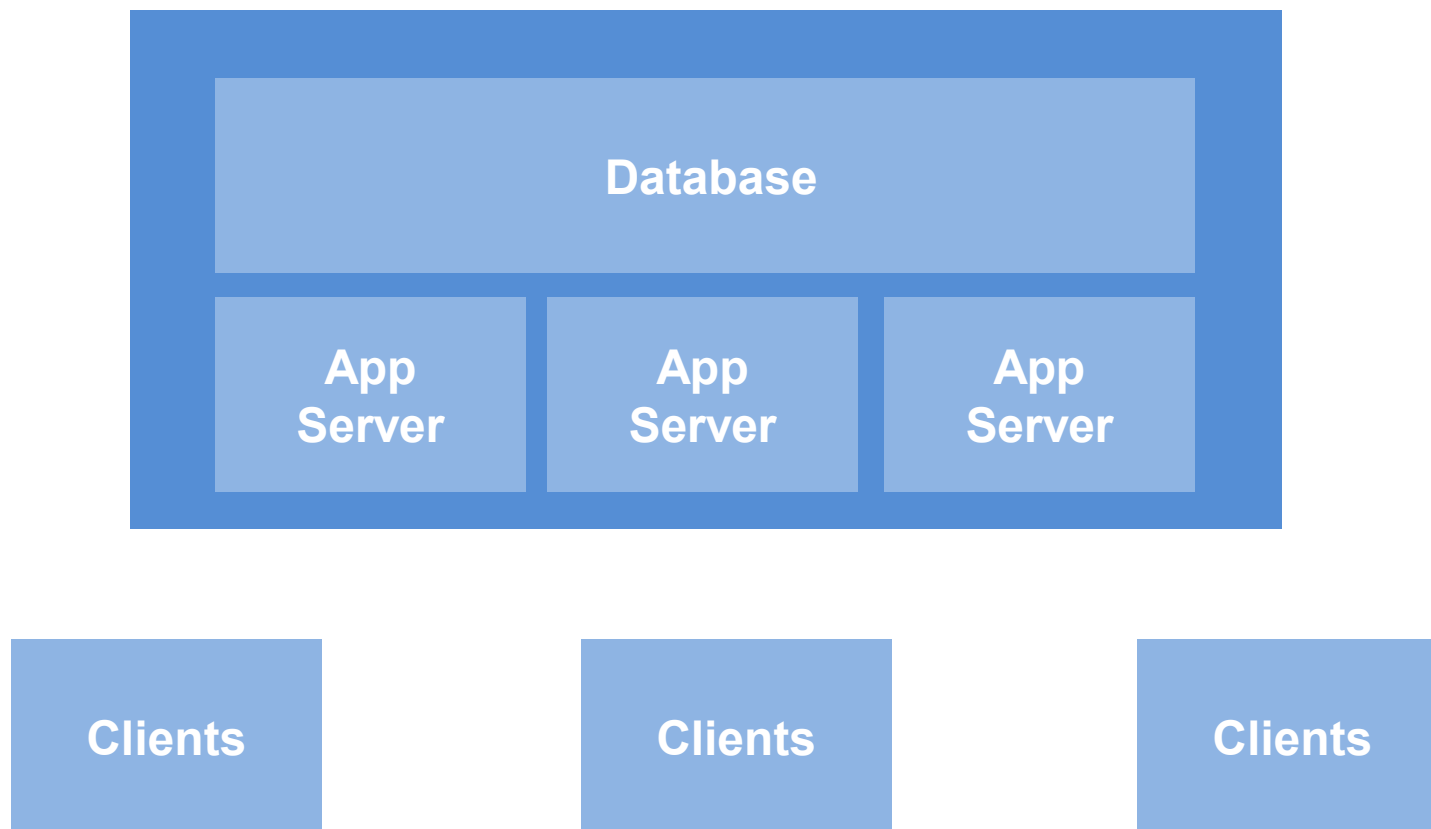 Database
App
Server
App
Server
App
Server
Clients
Clients
Clients